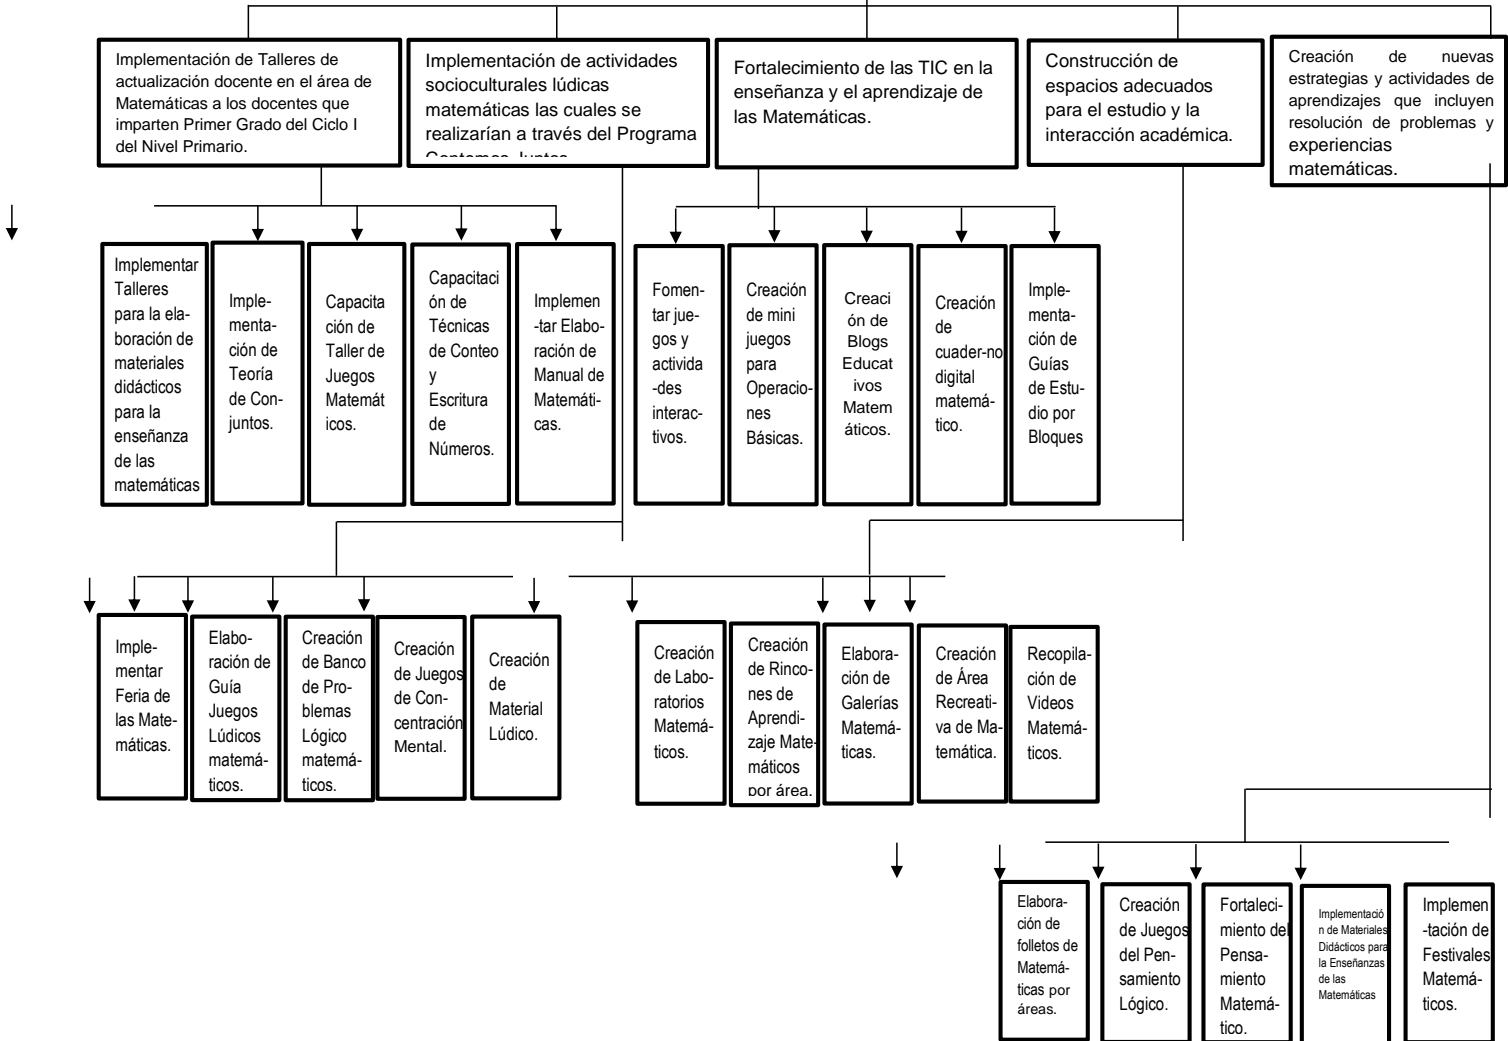 Implementación de Talleres de
actualización docente en el área de
Matemáticas a los docentes que
imparten Primer Grado del Ciclo I
del Nivel Primario.
Implementación de actividades
socioculturales lúdicas
matemáticas las cuales se
realizarían a través del Programa
Contemos Juntos
Fortalecimiento de las TIC en la
enseñanza y el aprendizaje de
las Matemáticas.
Construcción de
espacios adecuados
para el estudio y la
interacción académica.
Creación de nuevas
estrategias y actividades de
aprendizajes que incluyen
resolución de problemas y
experiencias
matemáticas.
Implementar
Talleres
para la ela-
boración de
materiales
didácticos
para la
enseñanza
de las
matemáticas
Imple-
menta-
ción de
Teoría
de Con-
juntos.
Capacita
ción de
Taller de
Juegos
Matemát
icos.
Capacitaci
ón de
Técnicas
de Conteo
y
Escritura
de
Números.
Implemen
-tar Elabo-
ración de
Manual de
Matemáti-
cas.
Fomen-
tar jue-
gos y
activida
-des
interac-
tivos.
Creación
de mini
juegos
para
Operacio-
nes
Básicas.
Creaci
ón de
Blogs
Educat
ivos
Matem
áticos.
Creación
de
cuader-no
digital
matemá-
tico.
Imple-
mentación
ción de
Guías
de Estu-
dio por
Bloques
Imple-
mentar
Feria de
las Mate-
máticas.
Elabo-
ración de
Guía
Juegos
Lúdicos
matemá-
ticos.
Creación
de Banco
de Pro-
blemas
Lógico
matemá-
ticos.
Creación
de Juegos
de Con-
centración
Mental.
Creación
de
Material
Lúdico.
Creación
de Labo-
ratorios
Matemá-
ticos.
Creación
de Rinco-
nes de
Aprendi-
zaje Mate-
máticos
por área.
Elabora-
ción de
Galerías
Matemá-
ticas.
Creación
de Área
Recreati-
va de Ma-
temática.
Recopila-
ción de
Videos
Matemá-
ticos.
Elabora-
ción de
folletos de
Matemá-
ticas por
áreas.
Creación
de Juegos
del Pen-
samiento
Lógico.
Fortaleci-
miento del
Pensa-
miento
Matemá-
tico.
Implementació
n de Materiales
Didácticos para
la Enseñanzas
de las
Matemáticas
Implemen
-tación de
Festivales
Matemá-
ticos.